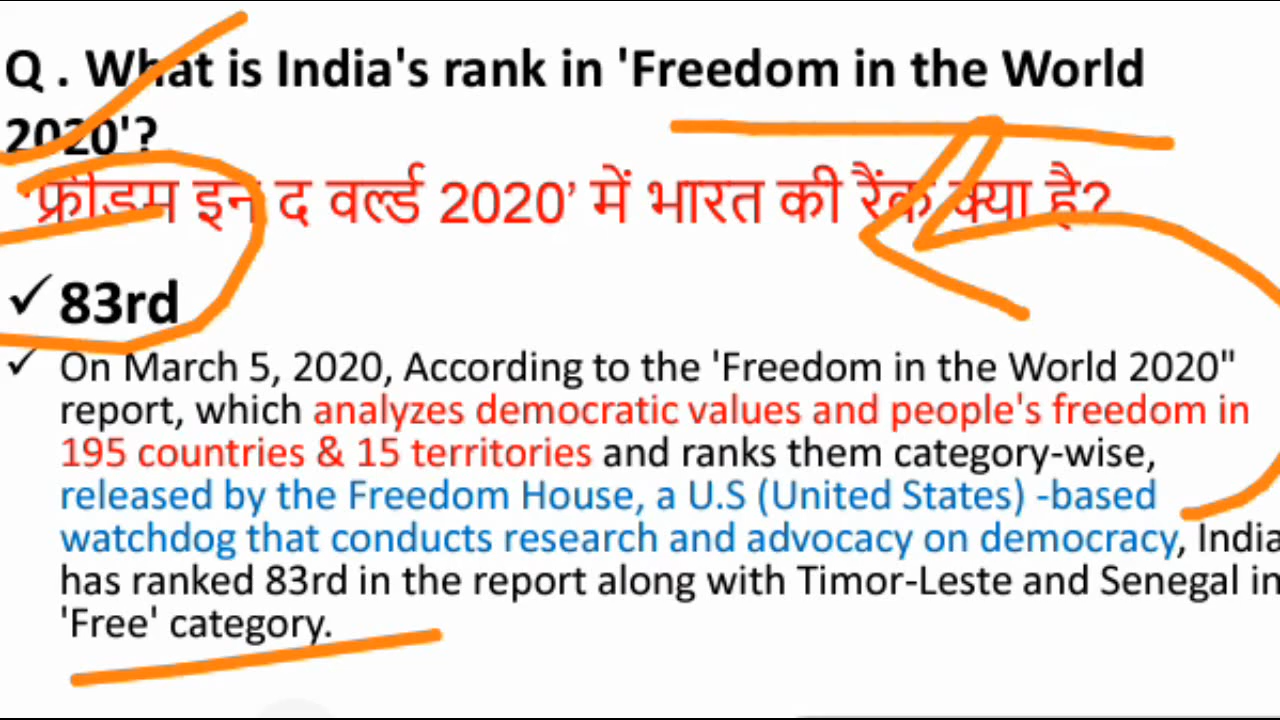 Q . What is India's rank in 'Freedom in the World
2020'?
'फ्रीडम इन द वर्ल्ड 2020' में भारत की रैंक क्या है?
✓ 83rd
✓ On March 5, 2020, According to the 'Freedom in the World 2020"
report, which analyzes democratic values and people's freedom in
195 countries & 15 territories and ranks them category-wise,
released by the Freedom House, a U.S (United States) -based
watchdog that conducts research and advocacy on democracy, India
has ranked 83rd in the report along with Timor-Leste and Senegal in
'Free' category.